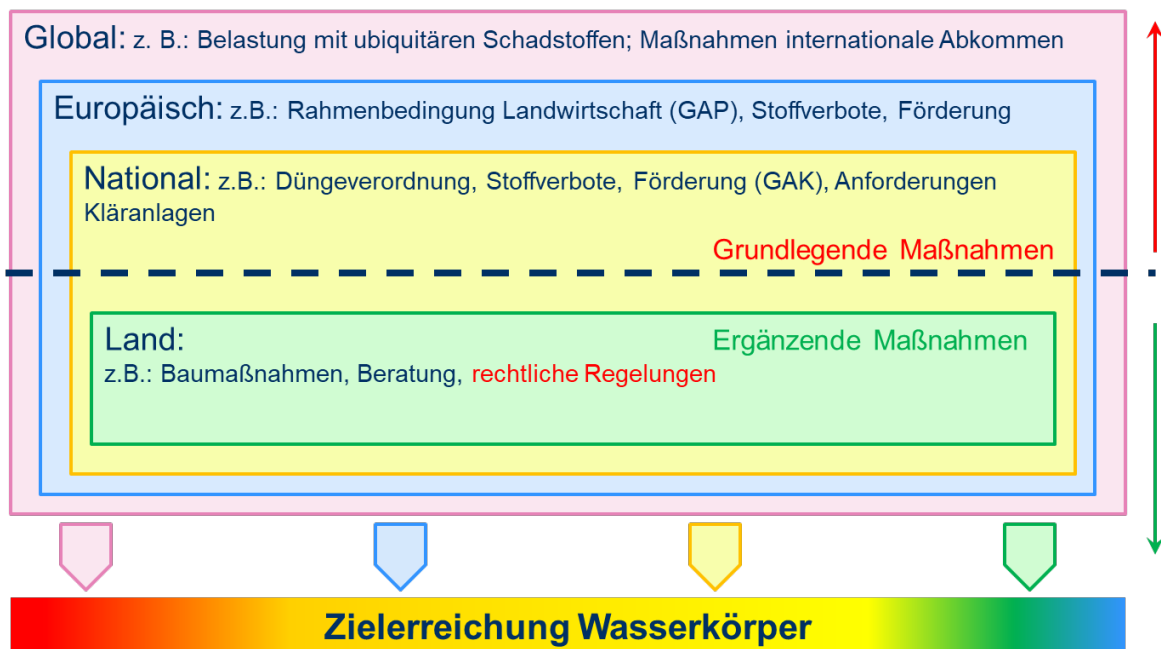 Global: z. B.: Belastung mit ubiquitären Schadstoffen; Maßnahmen internationale Abkommen
Europäisch: z.B.: Rahmenbedingung Landwirtschaft (GAP), Stoffverbote, Förderung
National: z.B.: Düngeverordnung, Stoffverbote, Förderung (GAK), Anforderungen
Kläranlagen
Grundlegende Maßnahmen
Land:
Ergänzende Maßnahmen
z.B.: Baumaßnahmen, Beratung, rechtliche Regelungen
Zielerreichung Wasserkörper